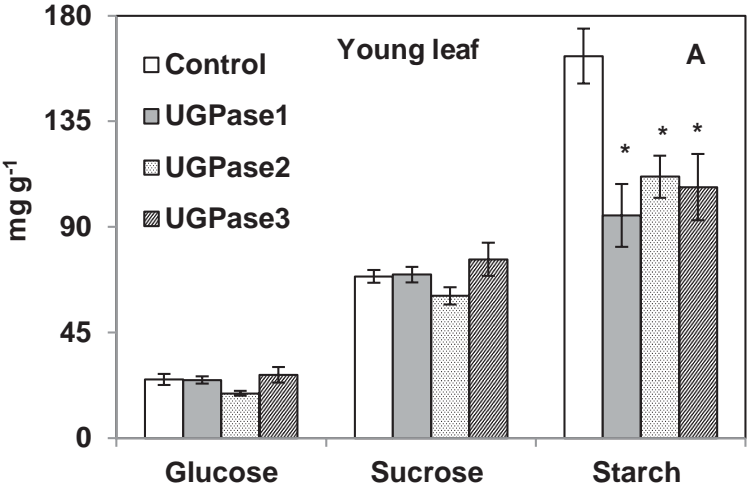 180
135
90
45
0
mg g-1
Young leaf
A
Control
UGPase1
UGPase2
UGPase3
*
*
*
Glucose
Sucrose
Starch